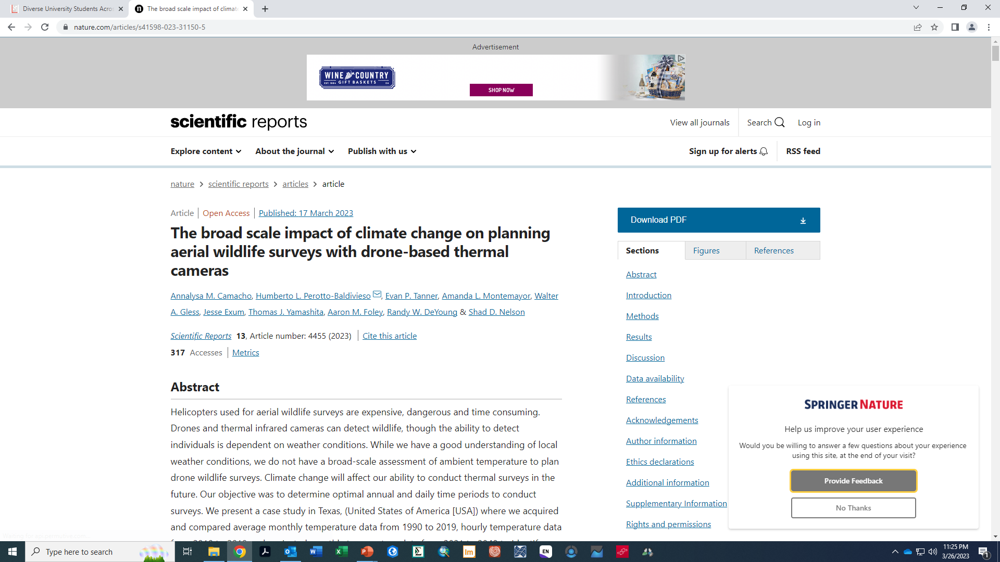 Diverse University Students Acros
The broad scale impact of climat
nature.com/articles/s41598-023-31150-5
Advertisement
WINE COUNTRY
GIFT BASKETS
SHOP NOW
scientific reports
View all journals
Search
Log in
Explore content
About the journal
Publish with us
Sign up for alerts
RSS feed
nature > scientific reports > articles > article
Article | Open Access | Published: 17 March 2023
The broad scale impact of climate change on planning
aerial wildlife surveys with drone-based thermal
cameras
Annalysa M. Camacho, Humberto L. Perotto-Baldivieso, Evan P. Tanner, Amanda L. Montemayor, Walter
A. Gless, Jesse Exum, Thomas J. Yamashita, Aaron M. Foley, Randy W. DeYoung & Shad D. Nelson
Scientific Reports 13, Article number: 4455 (2023) | Cite this article
317 Accesses | Metrics
Abstract
Helicopters used for aerial wildlife surveys are expensive, dangerous and time consuming.
Drones and thermal infrared cameras can detect wildlife, though the ability to detect
individuals is dependent on weather conditions. While we have a good understanding of local
weather conditions, we do not have a broad-scale assessment of ambient temperature to plan
drone wildlife surveys. Climate change will affect our ability to conduct thermal surveys in the
future. Our objective was to determine optimal annual and daily time periods to conduct
surveys. We present a case study in Texas, (United States of America [USA]) where we acquired
and compared average monthly temperature data from 1990 to 2019, hourly temperature data
Download PDF
Sections
Figures
References
Abstract
Introduction
Methods
Results
Discussion
Data availability
References
Acknowledgements
Author information
Ethics declarations
Additional information
Supplementary Information
Rights and permissions
SPRINGER NATURE
Help us improve your user experience
Would you be willing to answer a few questions about your experience
using this site, at the end of your visit?
Provide Feedback
No Thanks
Type here to search
Im
EN
11:25 PM
3/26/2023
1